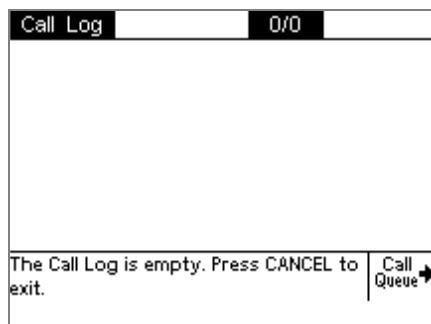 Call Log 0/0
The Call Log is empty. Press CANCEL to
exit.
Call
Queue